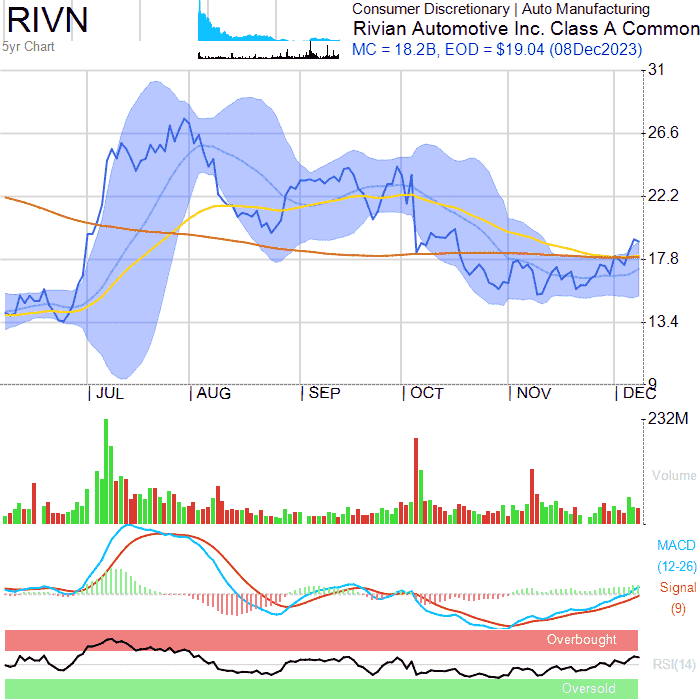 RIVN
5yr Chart
Consumer Discretionary | Auto Manufacturing
Rivian Automotive Inc. Class A Common
MC = 18.2B, EOD = $19.04 (08Dec2023)
31
26.6
22.2
17.8
13.4
9
JUL AUG SEP OCT NOV DEC
232M
Volume
MACD
(12-26)
Signal
(9)
Overbought
RSI(14)
Oversold